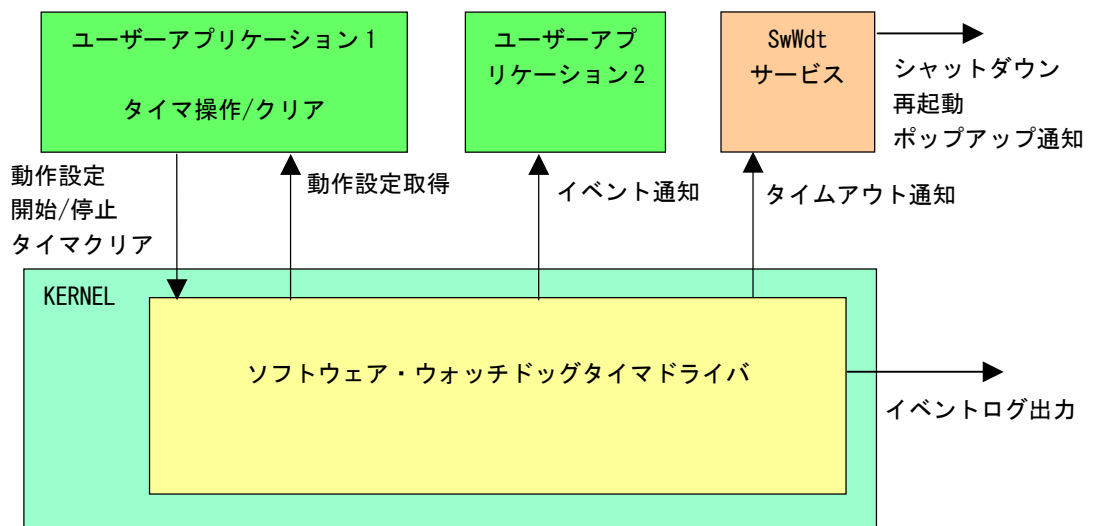 ユーザーアプリケーション１
タイマ操作/クリア
ユーザーアプ
リケーション２
SwWdt
サービス
シャットダウン
再起動
ポップアップ通知
動作設定
開始/停止
タイマクリア
動作設定取得
イベント通知
タイムアウト通知
KERNEL
ソフトウェア・ウォッチドッグタイマドライバ
イベントログ出力